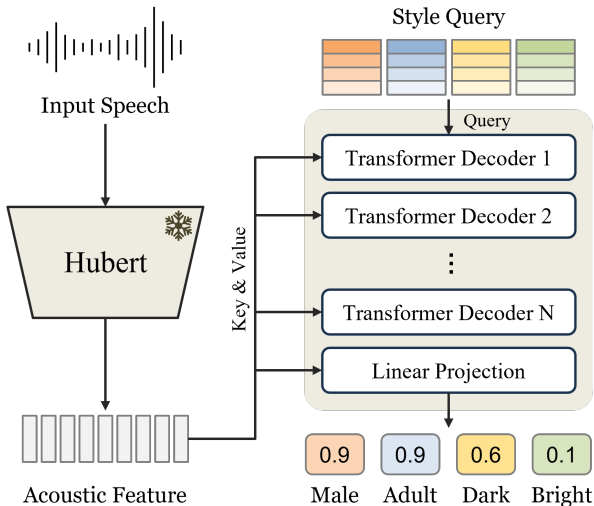 Style Query
Input Speech
Query
Transformer Decoder 1
Transformer Decoder 2
Hubert
Key & Value
⋮
Transformer Decoder N
Linear Projection
0.9 0.9 0.6 0.1
Acoustic Feature
Male Adult Dark Bright